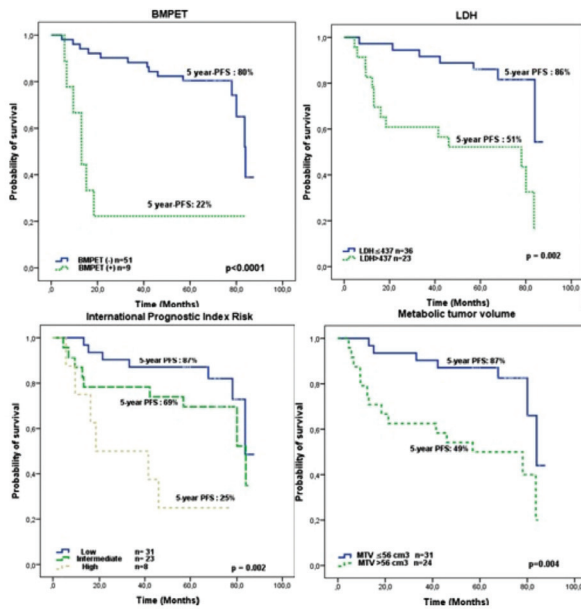 BMPET
Probability of survival
1,0
0,8
0,6
0,4
0,2
0,0
5 year-PFS : 80%
5 year-PFS: 22%
BMPET (-) n=51
BMPET (+) n=9
p<0.0001
,0 20,0 40,0 60,0 80,0 100,0
Time (Months)
LDH
Probability of survival
1,0
0,8
0,6
0,4
0,2
0,0
5 year-PFS : 86%
5-year PFS : 51%
LDH ≤437 n=36
LDH>437 n=23
p = 0.002
,0 20,0 40,0 60,0 80,0 100,0
Time (Months)
International Prognostic Index Risk
Probability of survival
1,0
0,8
0,6
0,4
0,2
0,0
5-year PFS : 87%
5-year PFS : 69%
5-year PFS : 25%
Low n= 31
Intermediate n= 23
High n=8
p = 0.002
,0 20,0 40,0 60,0 80,0 100,0
Time (Months)
Metabolic tumor volume
Probability of survival
1,0
0,8
0,6
0,4
0,2
0,0
5-year PFS: 87%
5-year PFS: 49%
MTV ≤56 cm3 n=31
MTV >56 cm3 n=24
p=0.004
,0 20,0 40,0 60,0 80,0 100,0
Time (Months)